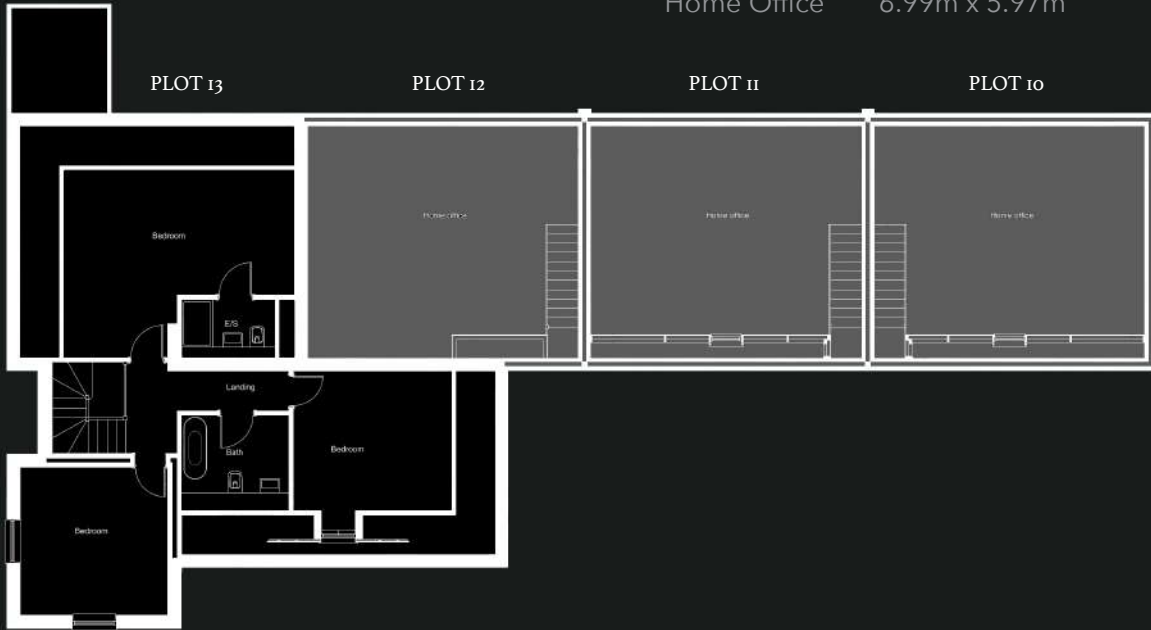 Home Office 6.99m x 5.97m
PLOT 13 PLOT 12 PLOT 11 PLOT 10
Home office Home office Home office
Bedroom
E/S
Landing
Bath
Bedroom
Bedroom